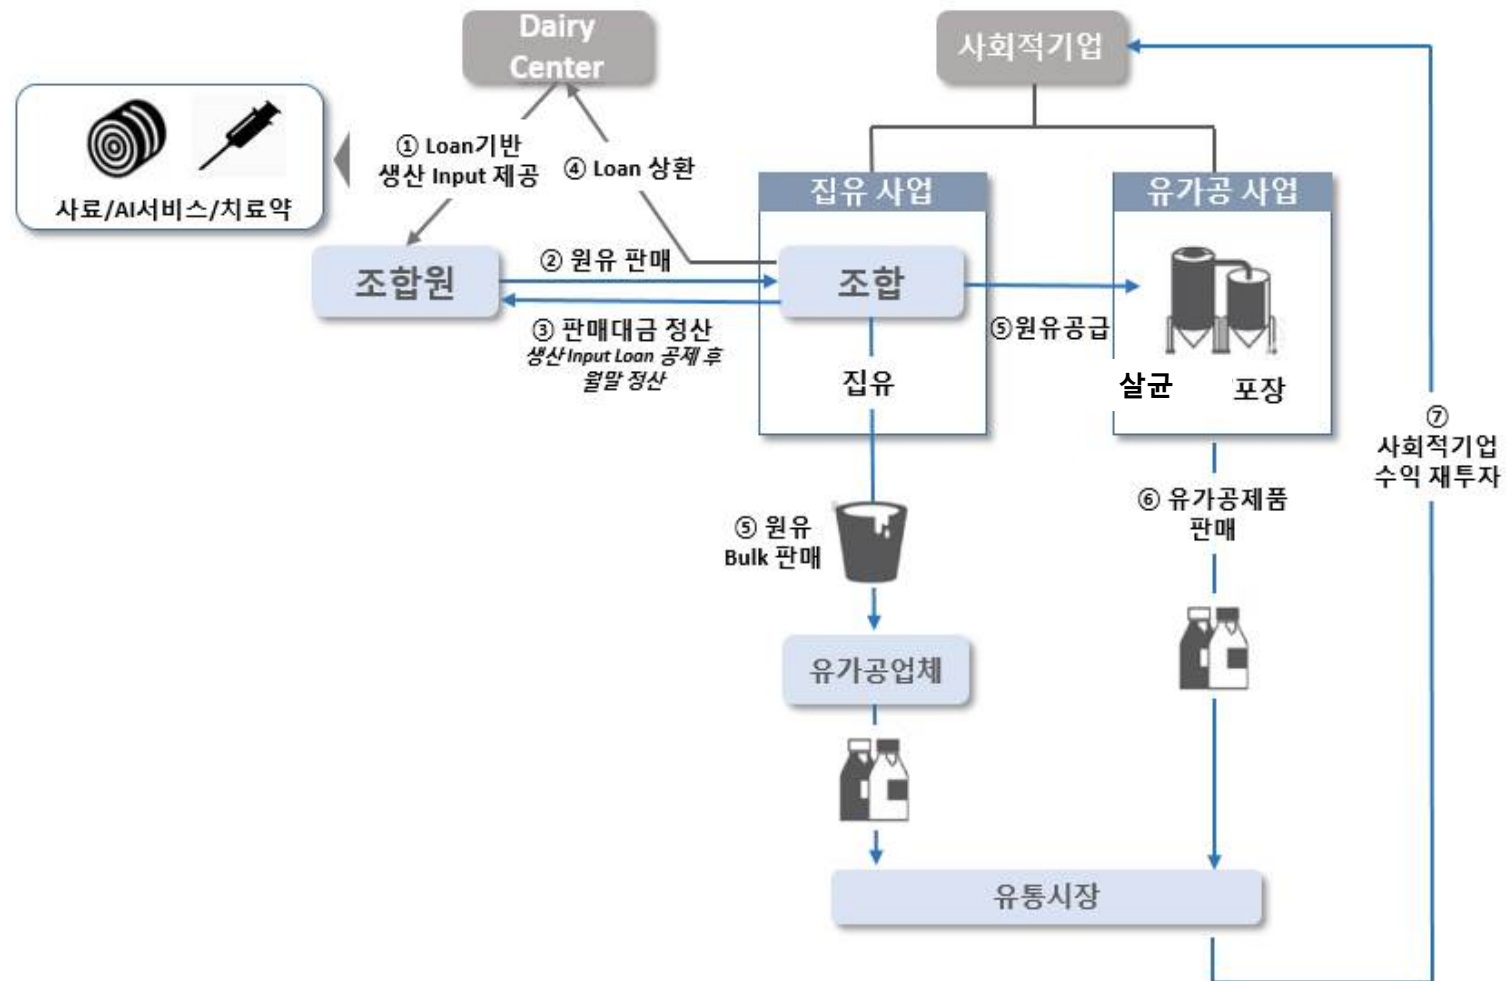 Dairy
Center
사회적기업
① Loan기반
생산 Input 제공
④ Loan 상환
사료/AI서비스/치료약
집유 사업
유가공 사업
조합원
② 원유 판매
조합
③ 판매대금 정산
생산 Input Loan 공제 후
월말 정산
⑤원유공급
집유
살균
포장
⑦
사회적기업
수익 재투자
⑥ 유가공제품
판매
⑤ 원유
Bulk 판매
유가공업체
유통시장